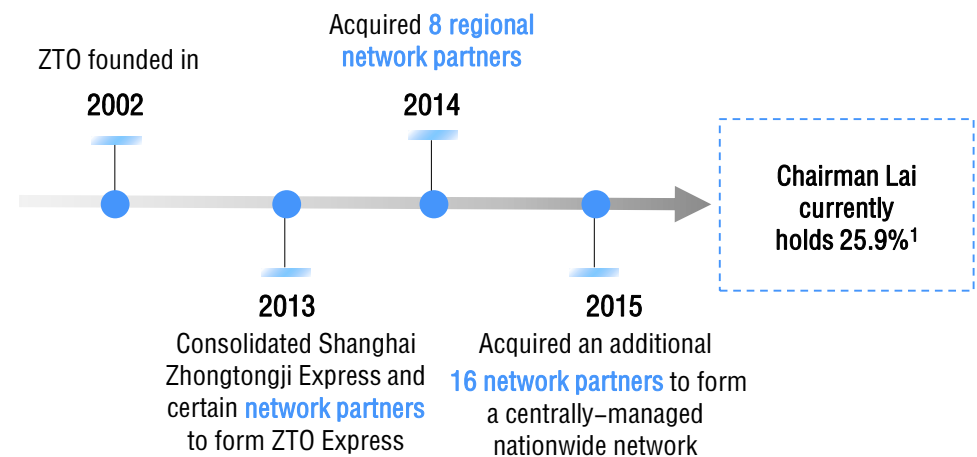 ZTO founded in
2002
2013
Consolidated Shanghai
Zhongtongji Express and
certain network partners
to form ZTO Express
Acquired 8 regional
network partners
2014
2015
Acquired an additional
16 network partners to form
a centrally–managed
nationwide network
Chairman Lai
currently
holds 25.9%¹